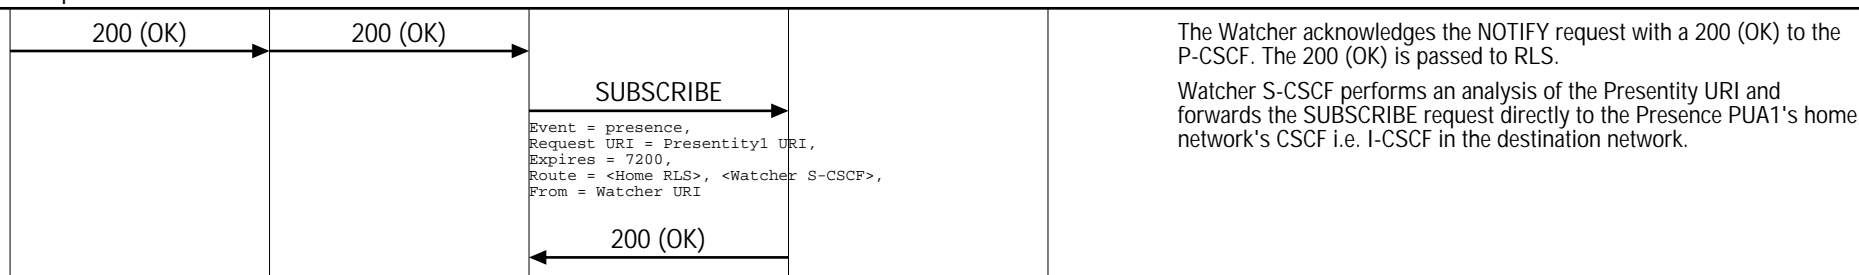 200 (OK)
200 (OK)
The Watcher acknowledges the NOTIFY request with a 200 (OK) to the
P-CSCF. The 200 (OK) is passed to RLS.
SUBSCRIBE
Watcher S-CSCF performs an analysis of the Presentity URI and
forwards the SUBSCRIBE request directly to the Presence PUA1's home
network's CSCF i.e. I-CSCF in the destination network.
Event = presence,
Request URI = Presentity1 URI,
Expires = 7200,
Route = <Home RLS>, <Watcher S-CSCF>,
From = Watcher URI
200 (OK)